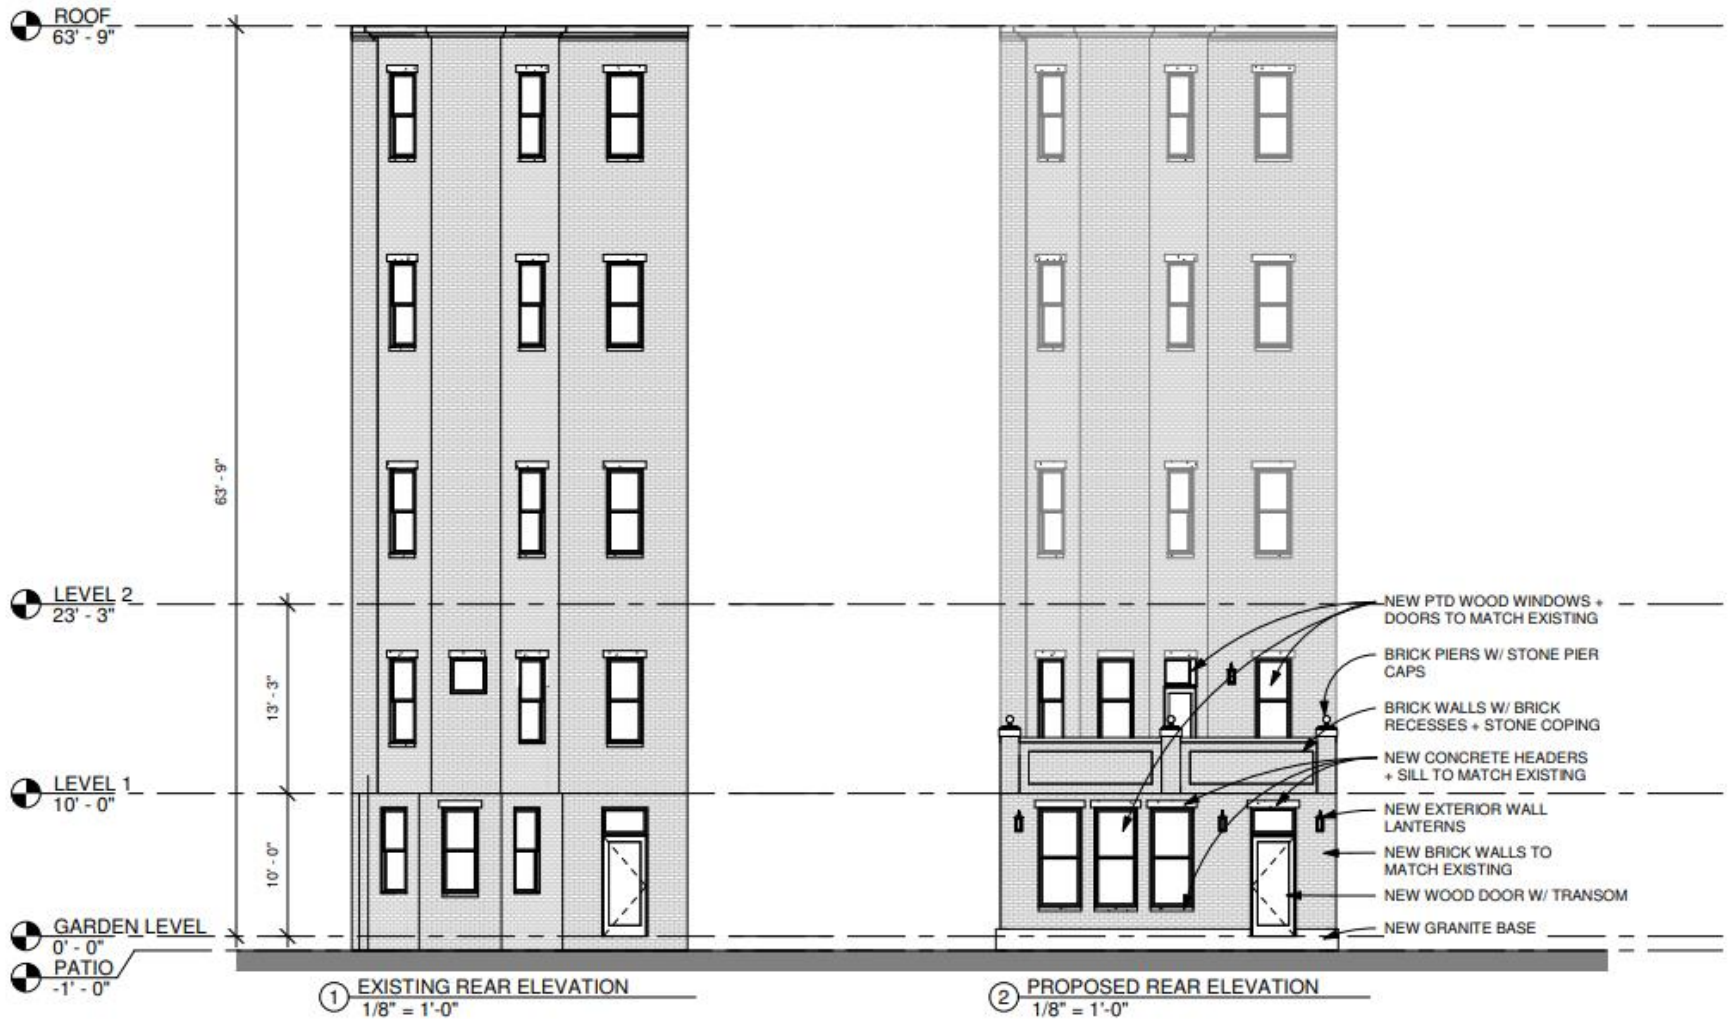 ROOF
63' - 9"
63' - 9"
LEVEL 2
23' - 3"
13' - 3"
LEVEL 1
10' - 0"
10' - 0"
GARDEN LEVEL
0' - 0"
PATIO
-1' - 0"
1 EXISTING REAR ELEVATION
1/8" = 1'-0"
NEW PTD WOOD WINDOWS +
DOORS TO MATCH EXISTING
BRICK PIERS W/ STONE PIER
CAPS
BRICK WALLS W/ BRICK
RECESSES + STONE COPING
NEW CONCRETE HEADERS
+ SILL TO MATCH EXISTING
NEW EXTERIOR WALL
LANTERNS
NEW BRICK WALLS TO
MATCH EXISTING
NEW WOOD DOOR W/ TRANSOM
NEW GRANITE BASE
2 PROPOSED REAR ELEVATION
1/8" = 1'-0"